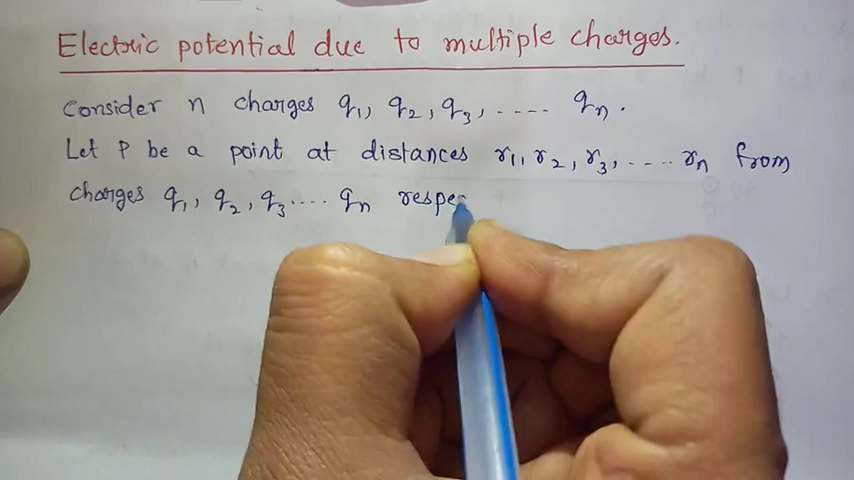 Electric potential due to multiple charges.
Consider n charges q₁, q₂, q₃, ..... qₙ.
Let P be a point at distances r₁, r₂, r₃, ..... rₙ from
charges q₁, q₂, q₃.... qₙ respe